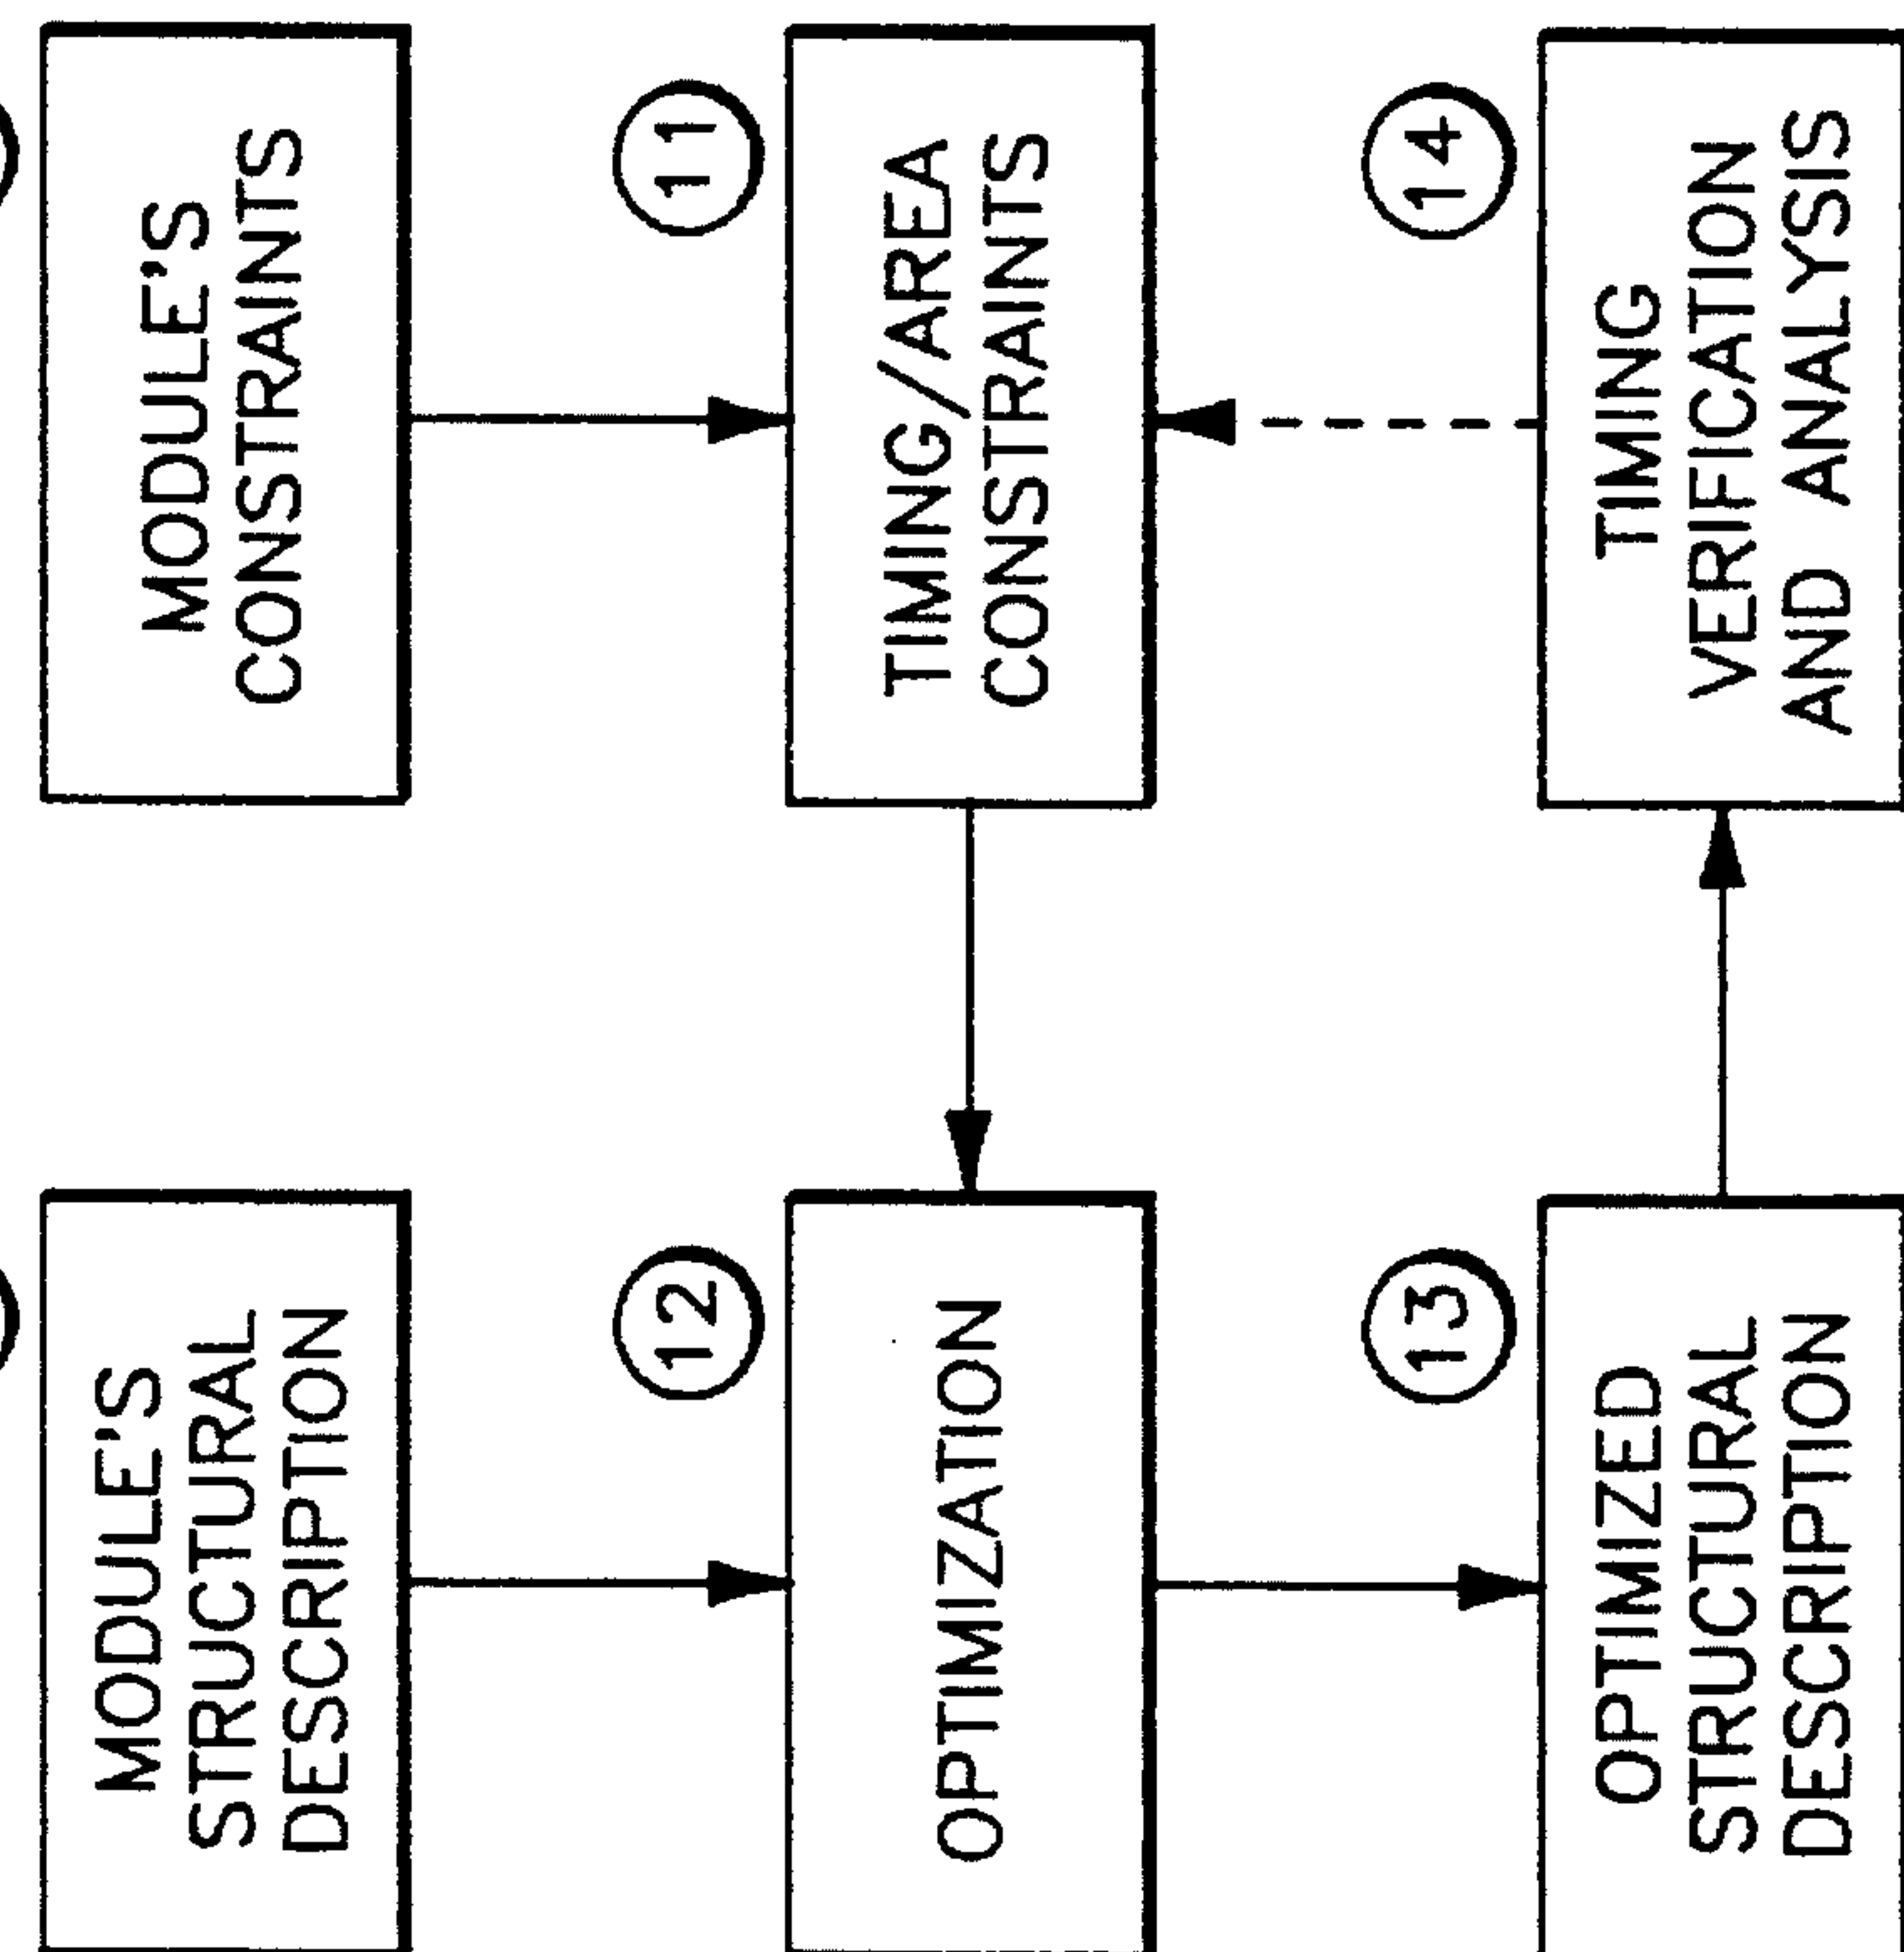 MODULE'S
STRUCTURAL
DESCRIPTION
MODULE'S
CONSTRAINTS
12
OPTIMIZATION
11
TIMING/AREA
CONSTRAINTS
13
OPTIMIZED
STRUCTURAL
DESCRIPTION
14
TIMING
VERIFICATION
AND ANALYSIS